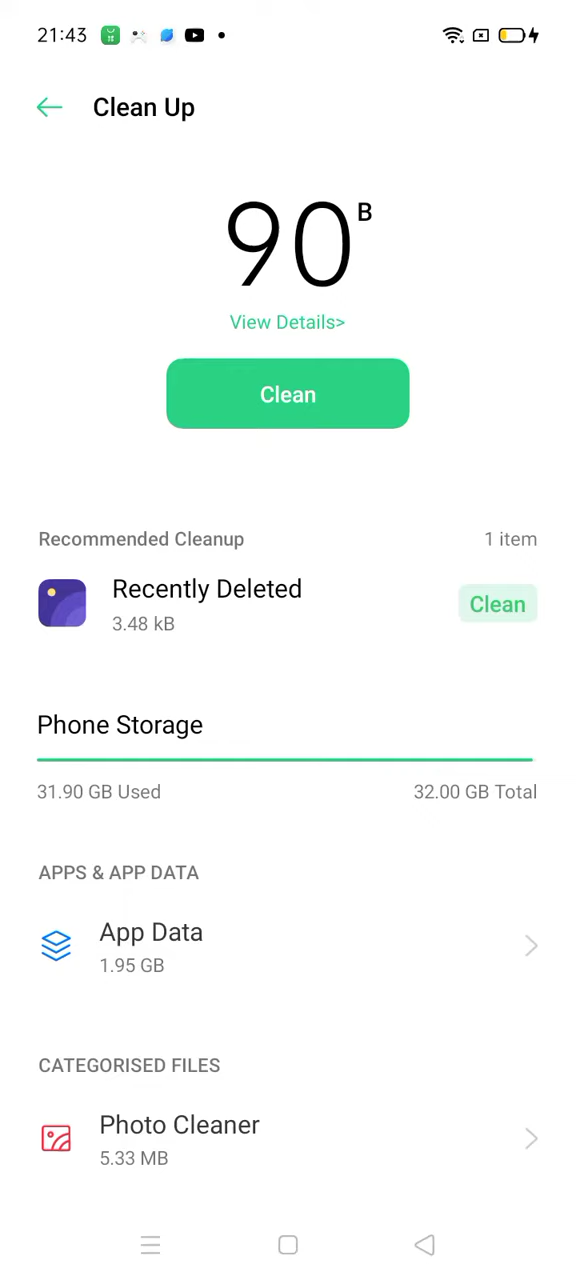 21:43
Clean Up
90 B
View Details>
Clean
Recommended Cleanup 1 item
Recently Deleted
3.48 kB
Clean
Phone Storage
31.90 GB Used 32.00 GB Total
APPS & APP DATA
App Data
1.95 GB
CATEGORISED FILES
Photo Cleaner
5.33 MB